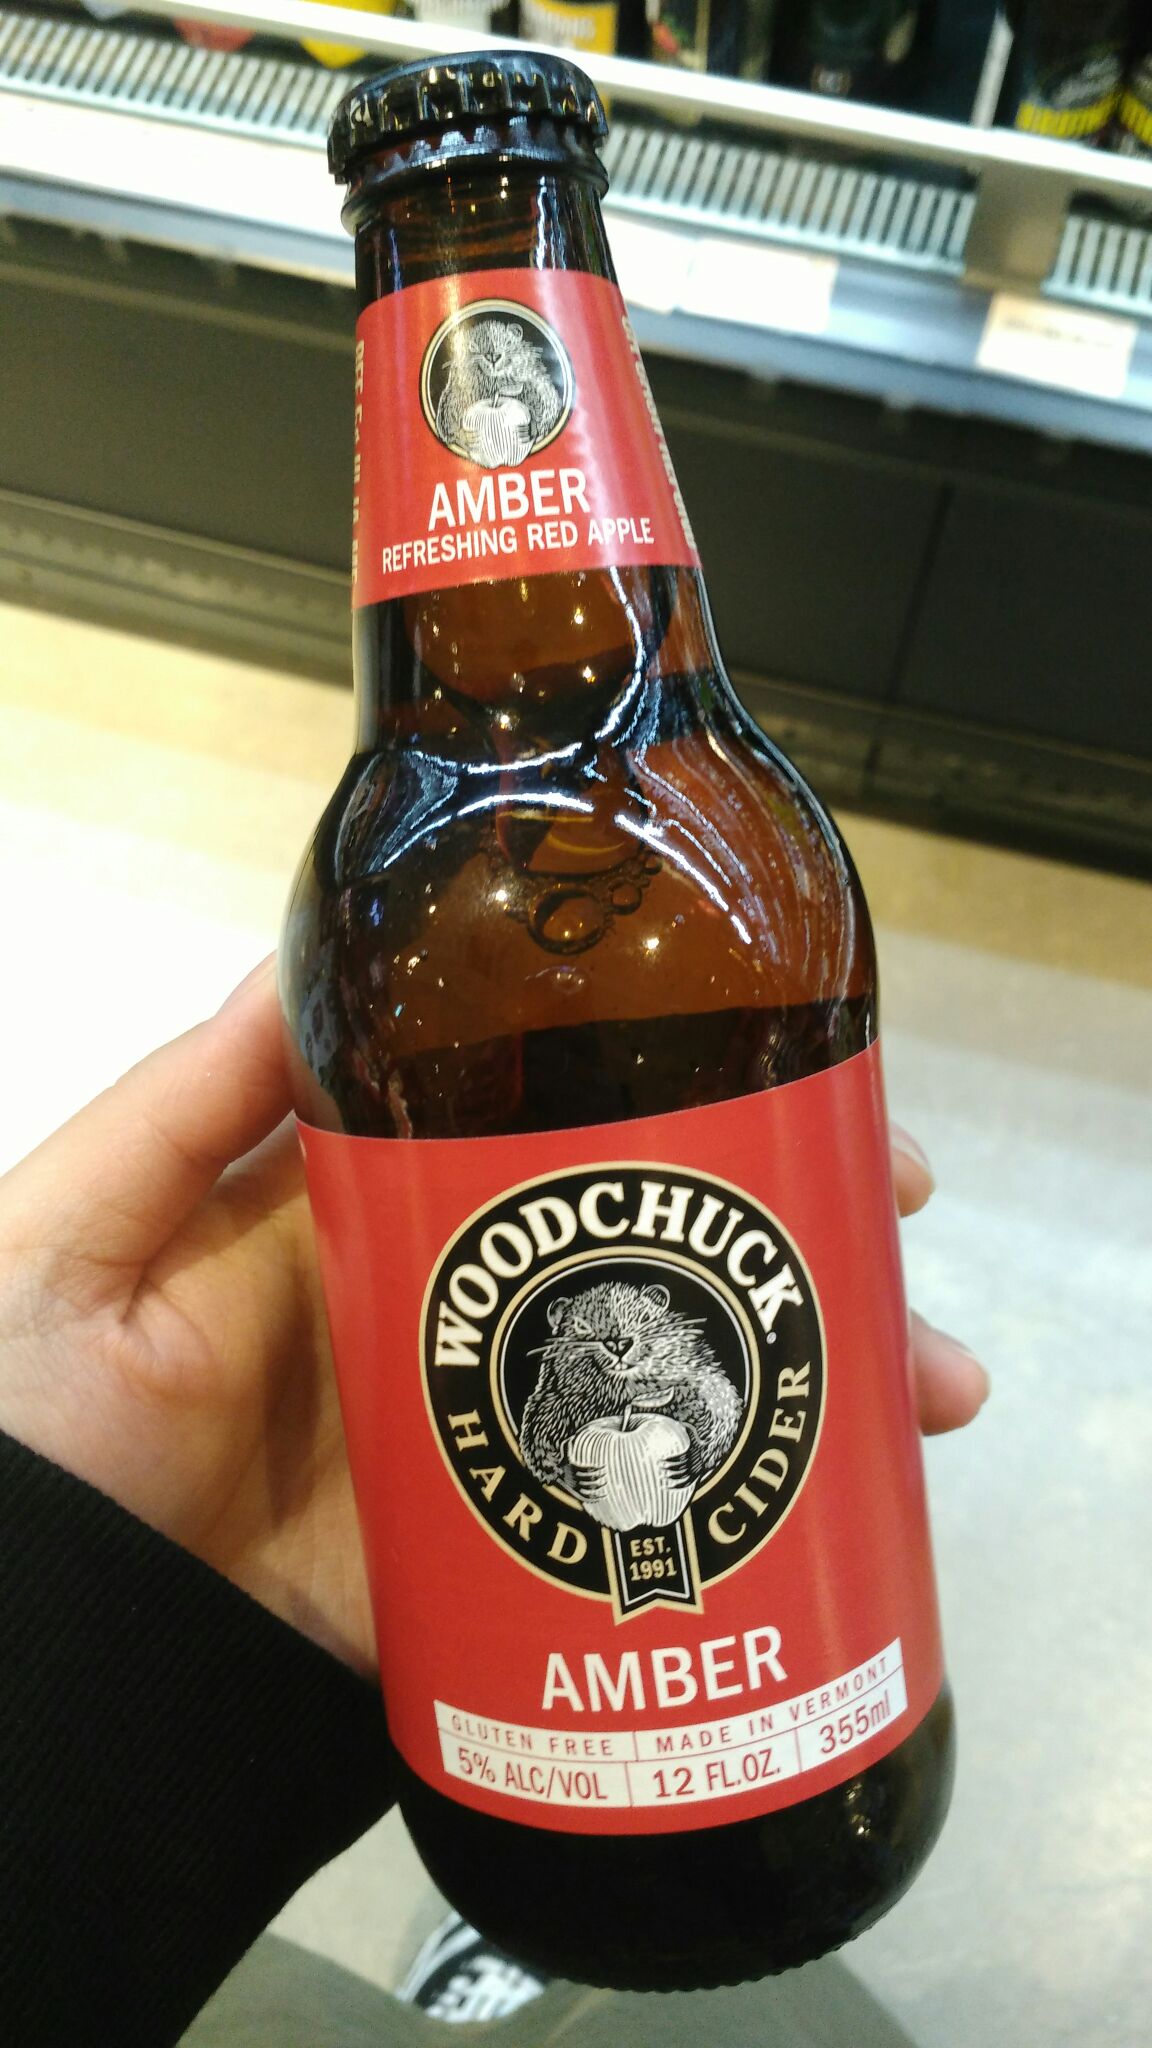 AMBER
REFRESHING RED APPLE
WOODCHUCK®
HARD CIDER
EST.
1991
AMBER
GLUTEN FREE MADE IN VERMONT
5% ALC/VOL 12 FL.OZ. 355ml